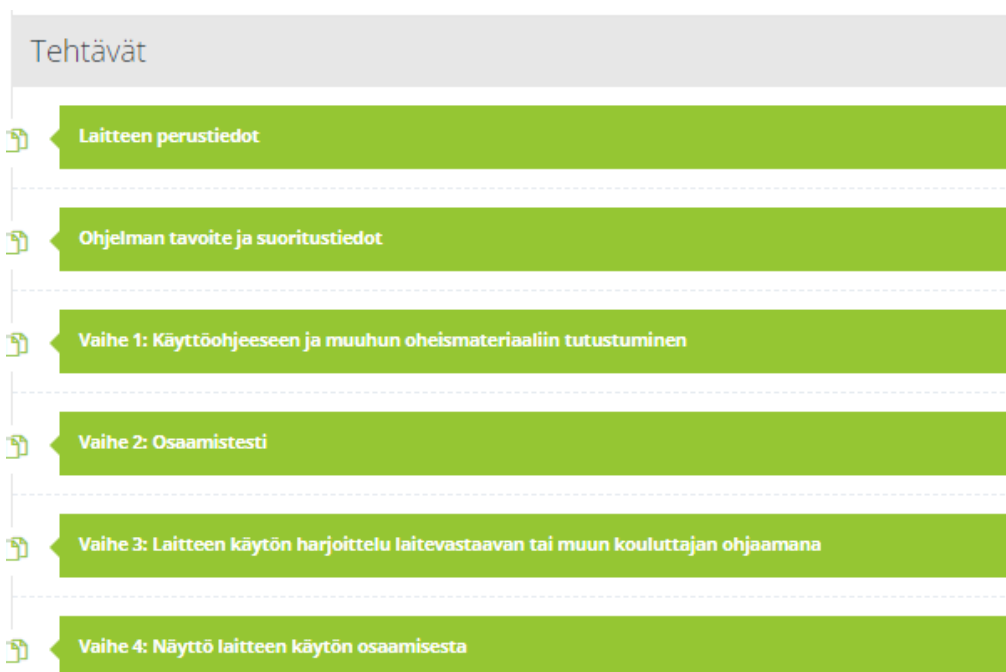 Tehtävät
Laitteen perustiedot
Ohjelman tavoite ja suoritustiedot
Vaihe 1: Käyttöohjeeseen ja muuhun oheismateriaaliin tutustuminen
Vaihe 2: Osaamistesti
Vaihe 3: Laitteen käytön harjoittelu laitevastaavan tai muun kouluttajan ohjaamana
Vaihe 4: Näyttö laitteen käytön osaamisesta